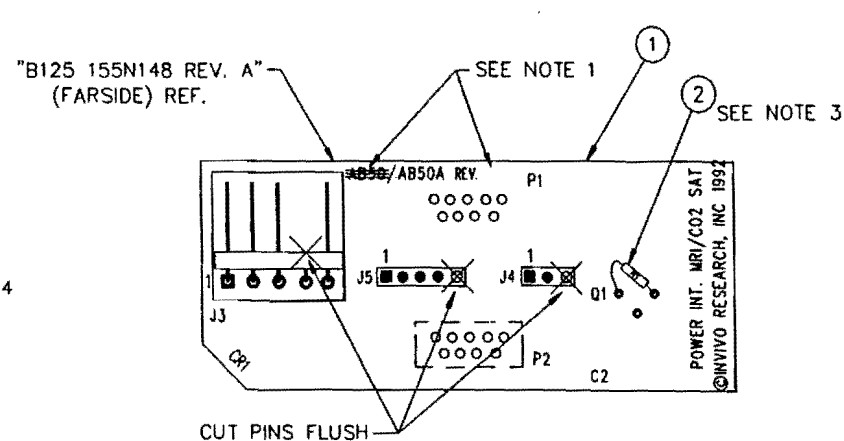 "B125 155N148 REV. A"
(FARSIDE) REF.
SEE NOTE 1
1
2
SEE NOTE 3
AB50/AB50A REV.
P1
1
J5
1
J4
Q1
1
J3
4
CR1
P2
C2
POWER INT. MRI/CO2 SAT
©INVIVO RESEARCH, INC 1992
CUT PINS FLUSH